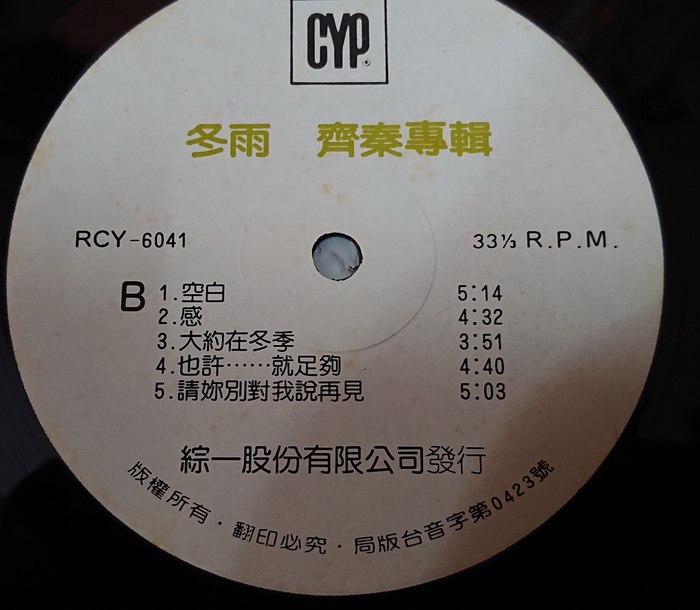 CYP
冬雨 齊秦專輯
RCY-6041 33⅓ R.P.M.
B 1.空白 5:14
2.感 4:32
3.大約在冬季 3:51
4.也許……就足夠 4:40
5.請妳別對我說再見 5:03
綜一股份有限公司發行
版權所有·翻印必究·局版台音字第0423號